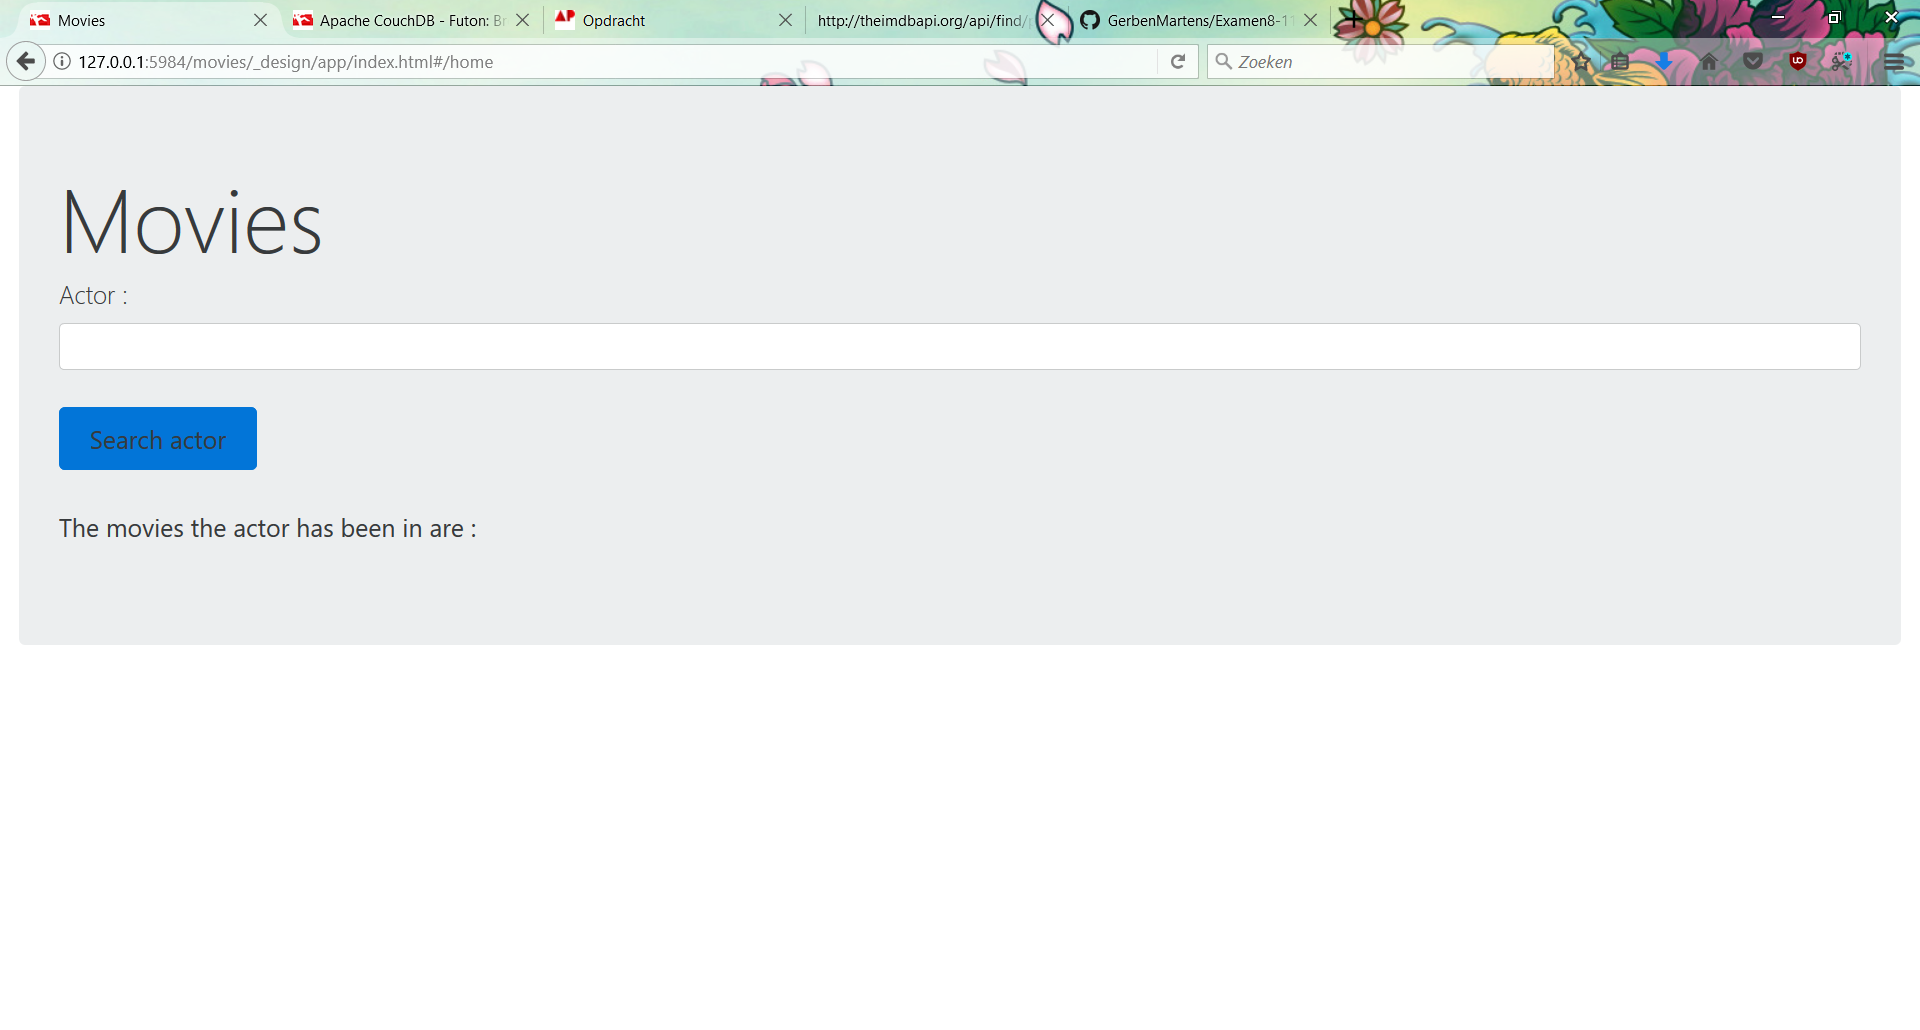 Movies
Apache CouchDB - Futon: Br
Opdracht
http://theimdbapi.org/api/find/
GerbenMartens/Examen8-11
127.0.0.1:5984/movies/_design/app/index.html#/home
Zoeken
Movies
Actor :
Search actor
The movies the actor has been in are :